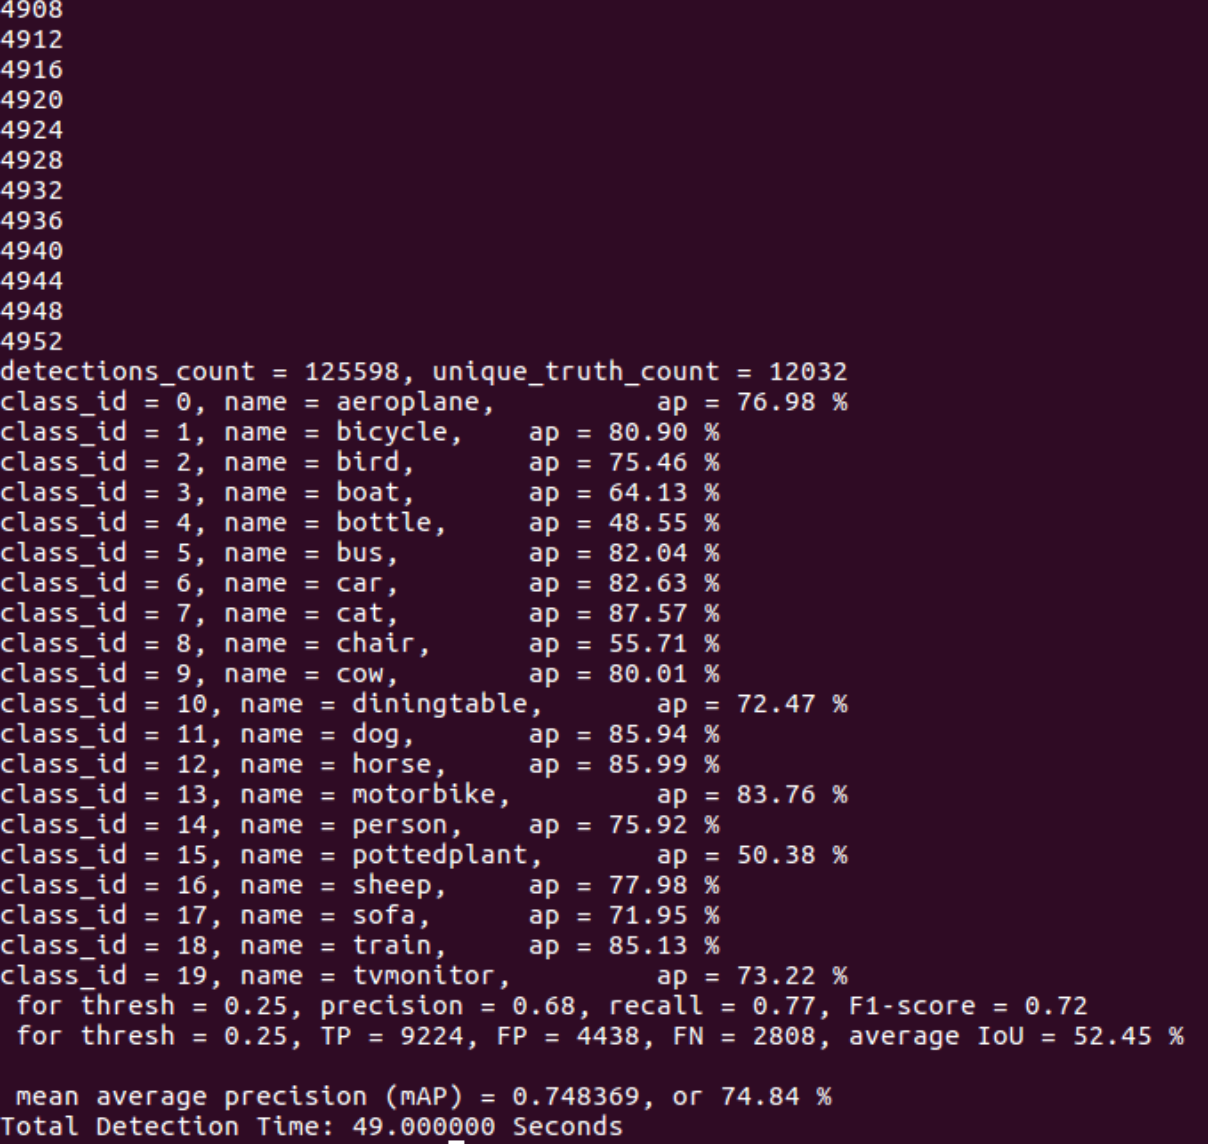 4908
4912
4916
4920
4924
4928
4932
4936
4940
4944
4948
4952
detections_count = 125598, unique_truth_count = 12032
class_id = 0, name = aeroplane, ap = 76.98 %
class_id = 1, name = bicycle, ap = 80.90 %
class_id = 2, name = bird, ap = 75.46 %
class_id = 3, name = boat, ap = 64.13 %
class_id = 4, name = bottle, ap = 48.55 %
class_id = 5, name = bus, ap = 82.04 %
class_id = 6, name = car, ap = 82.63 %
class_id = 7, name = cat, ap = 87.57 %
class_id = 8, name = chair, ap = 55.71 %
class_id = 9, name = cow, ap = 80.01 %
class_id = 10, name = diningtable, ap = 72.47 %
class_id = 11, name = dog, ap = 85.94 %
class_id = 12, name = horse, ap = 85.99 %
class_id = 13, name = motorbike, ap = 83.76 %
class_id = 14, name = person, ap = 75.92 %
class_id = 15, name = pottedplant, ap = 50.38 %
class_id = 16, name = sheep, ap = 77.98 %
class_id = 17, name = sofa, ap = 71.95 %
class_id = 18, name = train, ap = 85.13 %
class_id = 19, name = tvmonitor, ap = 73.22 %
for thresh = 0.25, precision = 0.68, recall = 0.77, F1-score = 0.72
for thresh = 0.25, TP = 9224, FP = 4438, FN = 2808, average IoU = 52.45 %
mean average precision (mAP) = 0.748369, or 74.84 %
Total Detection Time: 49.000000 Seconds